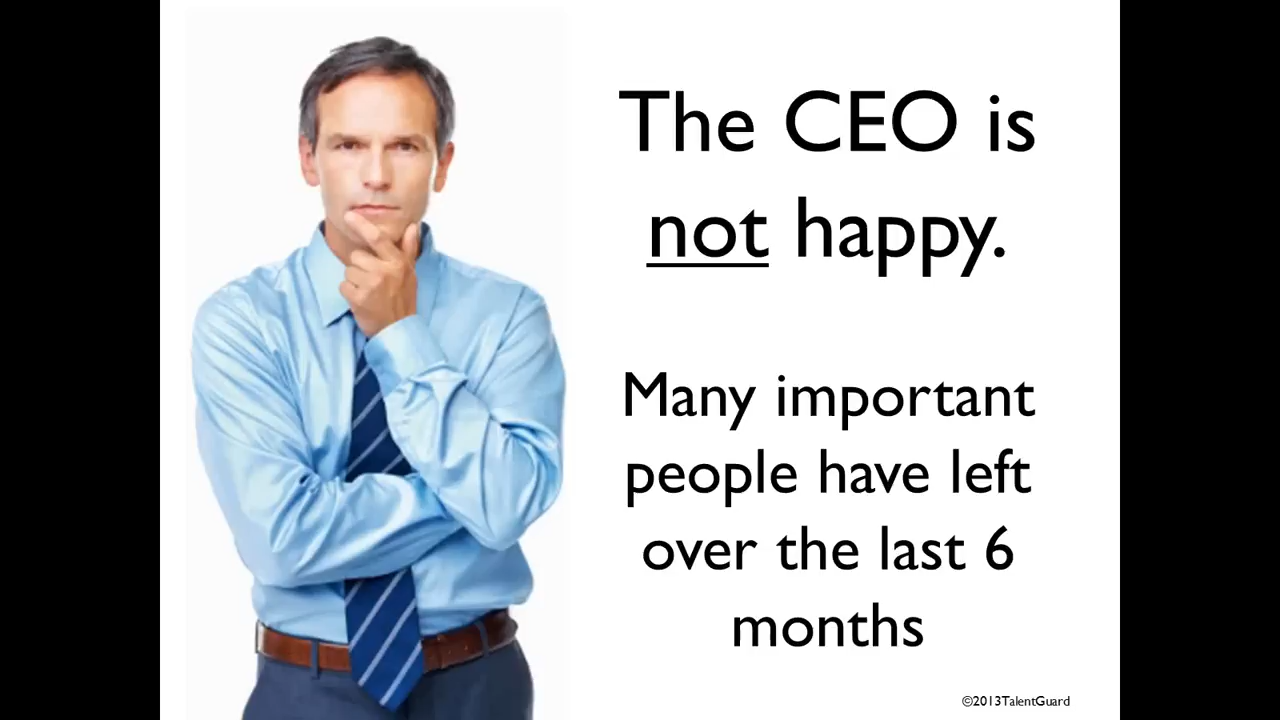 The CEO is
not happy.
Many important
people have left
over the last 6
months
©2013TalentGuard